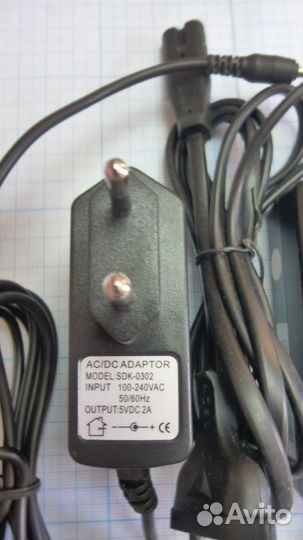 AC/DC ADAPTOR
MODEL:SDK-0302
INPUT 100-240VAC
50/60Hz
OUTPUT:5VDC 2A
- + CE
Avito